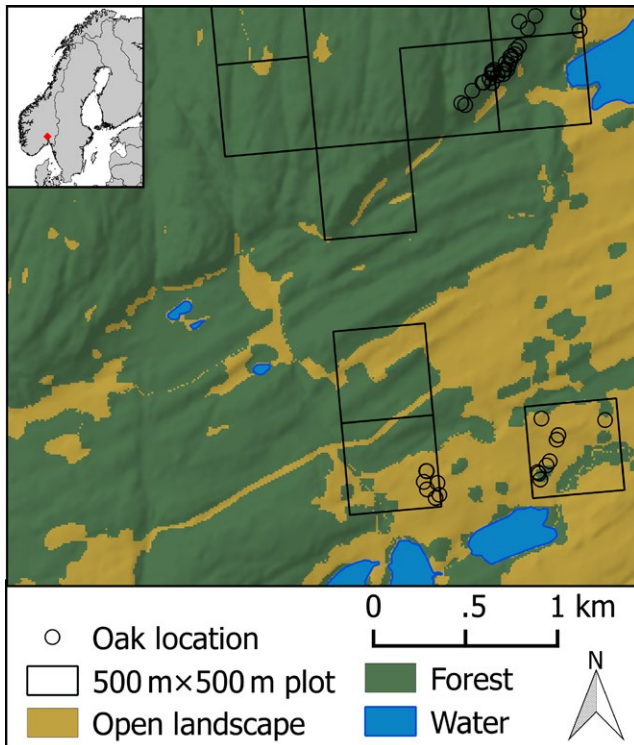 N
0 .5 1 km
Oak location
500 m×500 m plot
Forest
Open landscape
Water